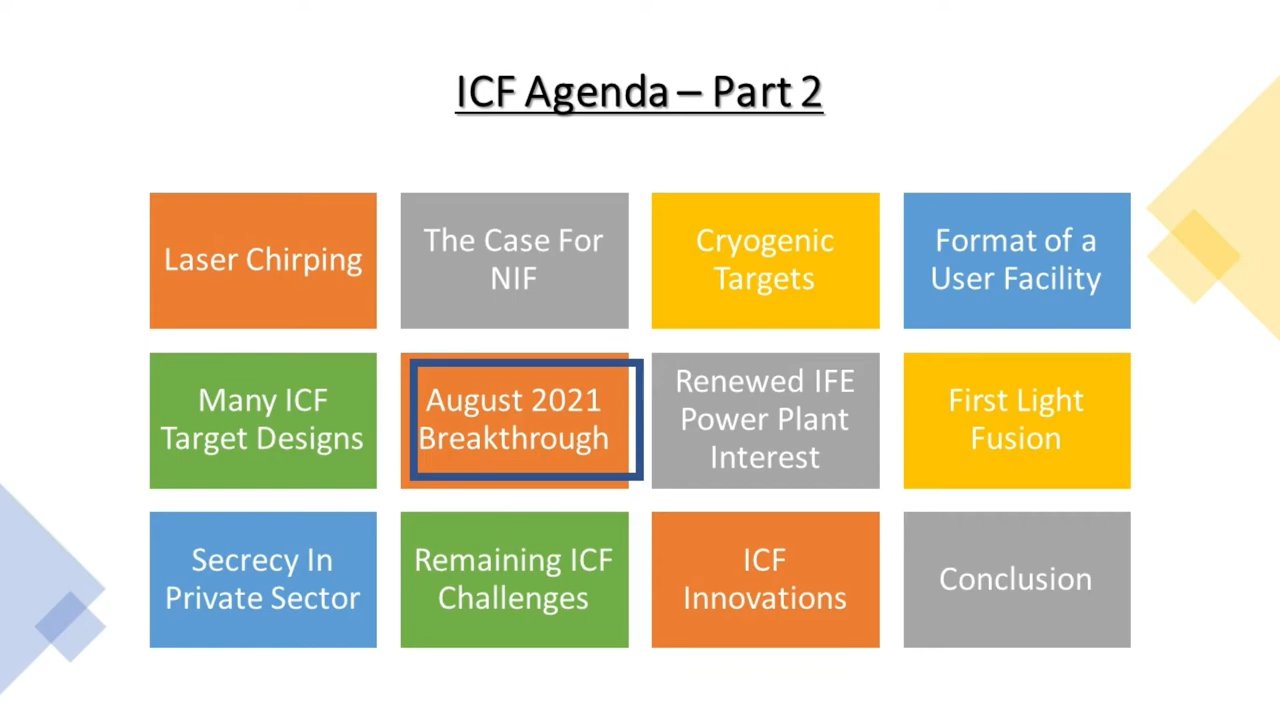 ICF Agenda – Part 2
Laser Chirping
The Case For
NIF
Cryogenic
Targets
Format of a
User Facility
Many ICF
Target Designs
August 2021
Breakthrough
Renewed IFE
Power Plant
Interest
First Light
Fusion
Secrecy In
Private Sector
Remaining ICF
Challenges
ICF
Innovations
Conclusion